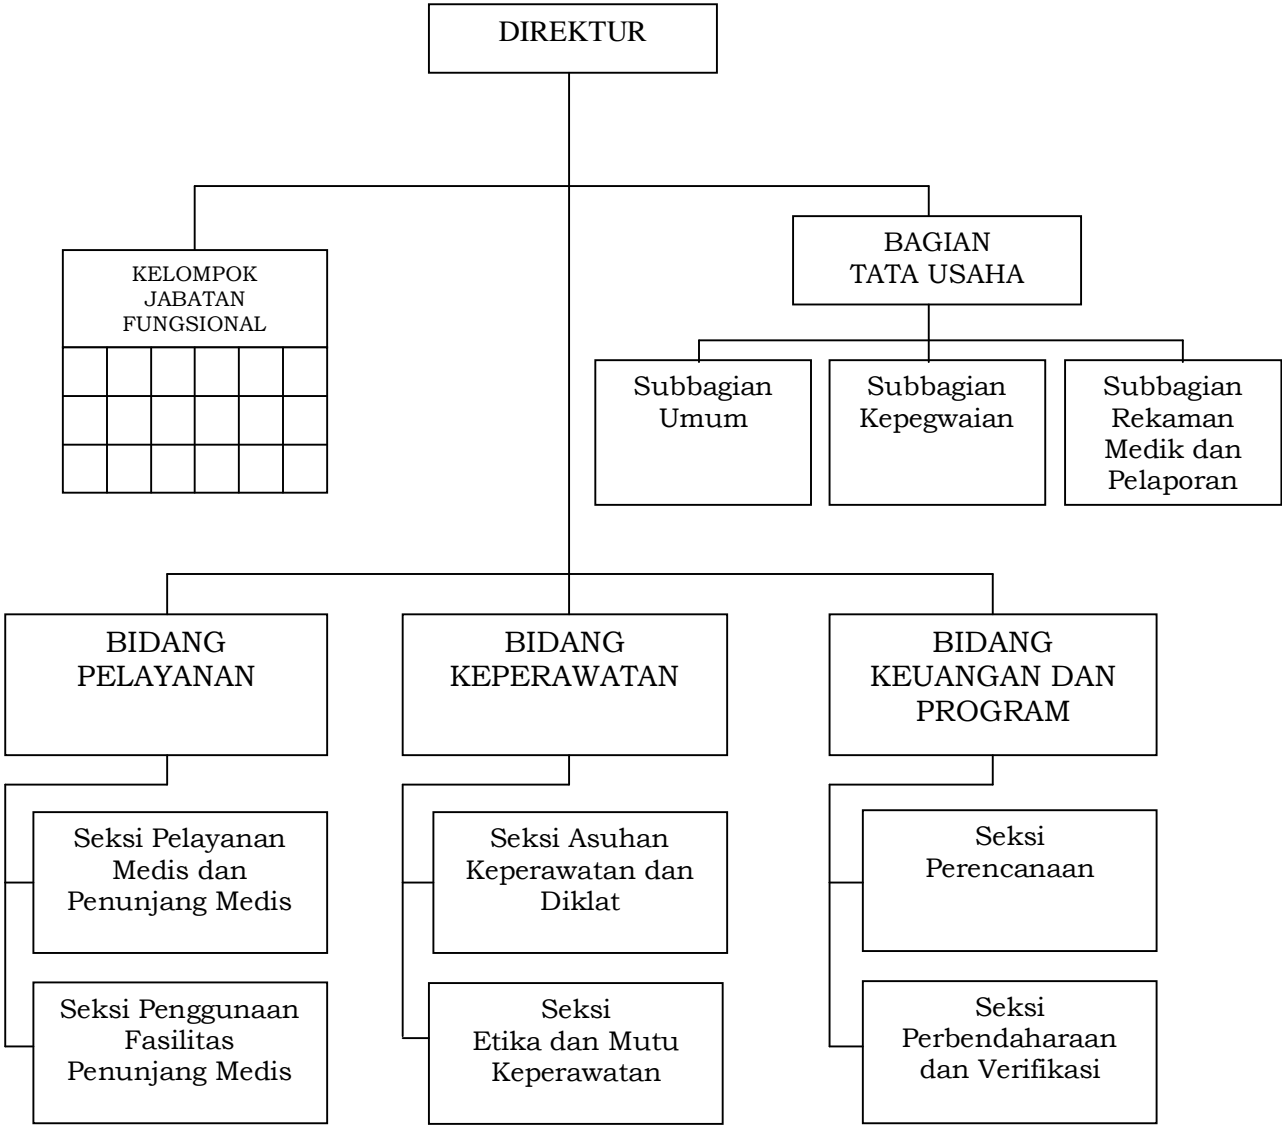 DIREKTUR
BAGIAN
TATA USAHA
KELOMPOK
JABATAN
FUNGSIONAL
Subbagian
Umum
Subbagian
Kepegwaian
Subbagian
Rekaman
Medik dan
Pelaporan
BIDANG
PELAYANAN
BIDANG
KEPERAWATAN
BIDANG
KEUANGAN DAN
PROGRAM
Seksi Pelayanan
Medis dan
Penunjang Medis
Seksi Asuhan
Keperawatan dan
Diklat
Seksi
Perencanaan
Seksi Penggunaan
Fasilitas
Penunjang Medis
Seksi
Etika dan Mutu
Keperawatan
Seksi
Perbendaharaan
dan Verifikasi